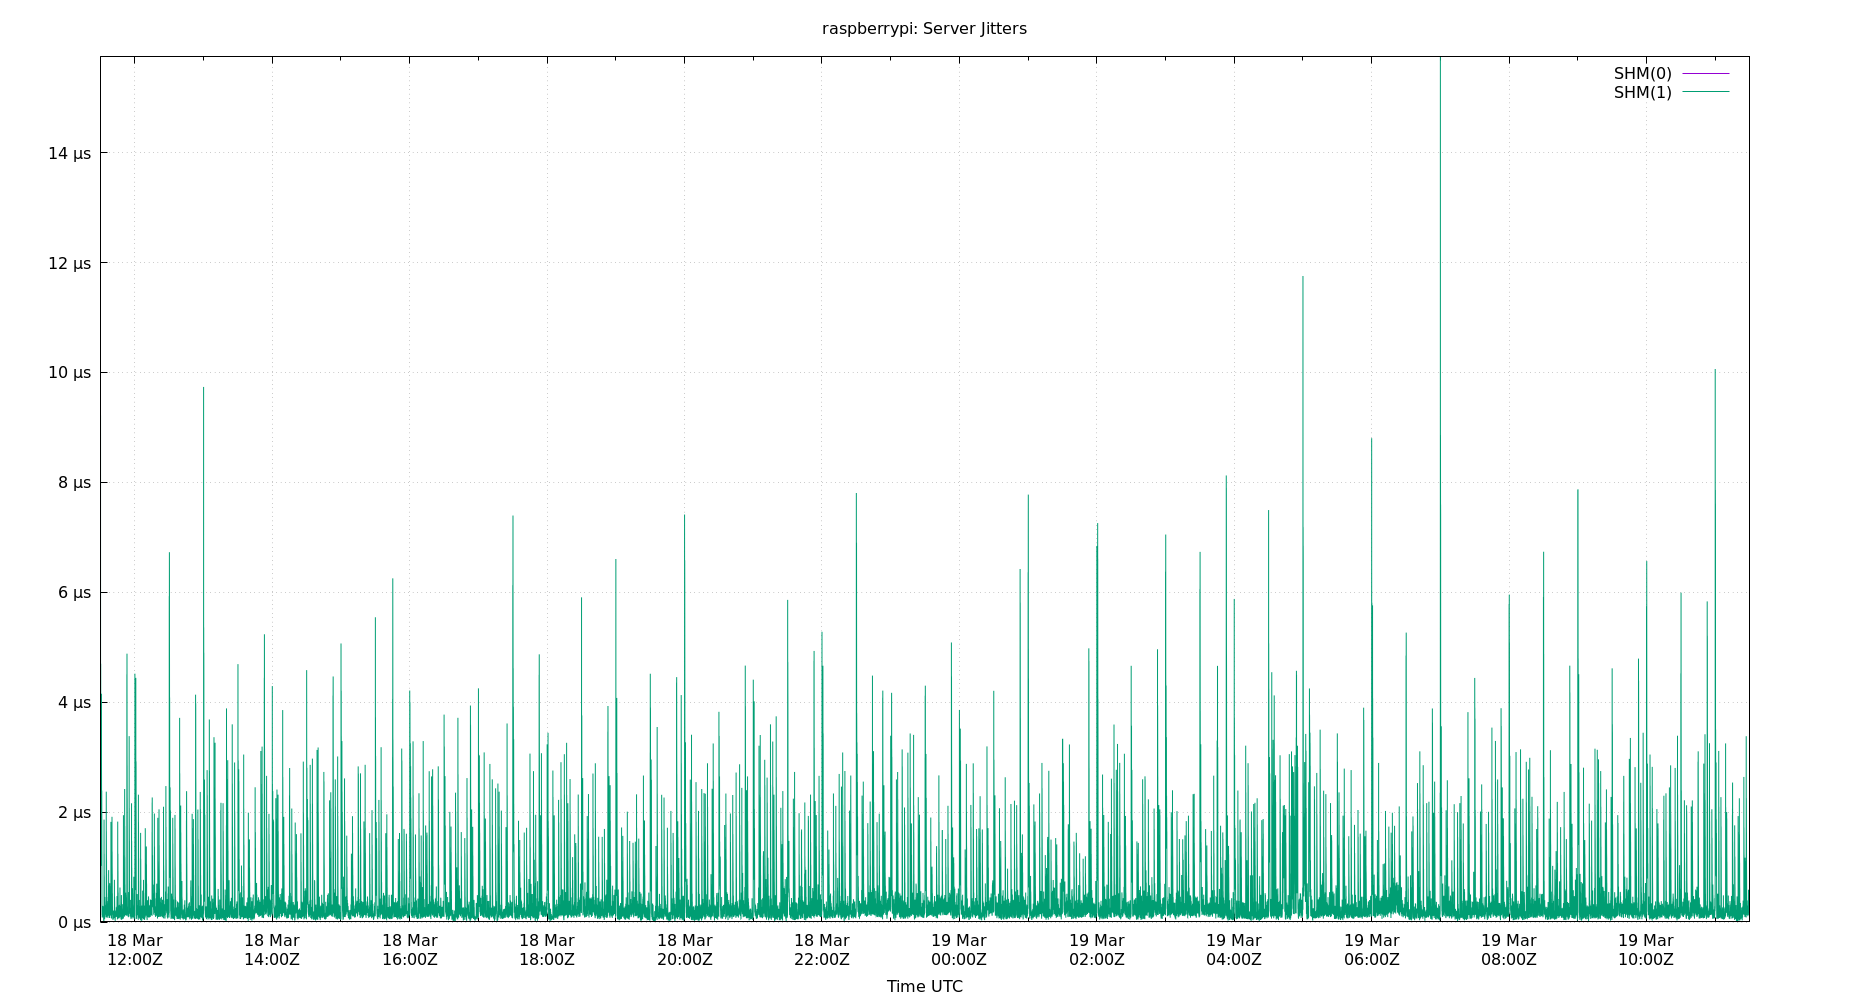 raspberrypi: Server Jitters
SHM(0)
SHM(1)
14 µs
12 µs
10 µs
8 µs
6 µs
4 µs
2 µs
0 µs
18 Mar 18 Mar 18 Mar 18 Mar 18 Mar 18 Mar 19 Mar 19 Mar 19 Mar 19 Mar 19 Mar 19 Mar
12:00Z 14:00Z 16:00Z 18:00Z 20:00Z 22:00Z 00:00Z 02:00Z 04:00Z 06:00Z 08:00Z 10:00Z
Time UTC